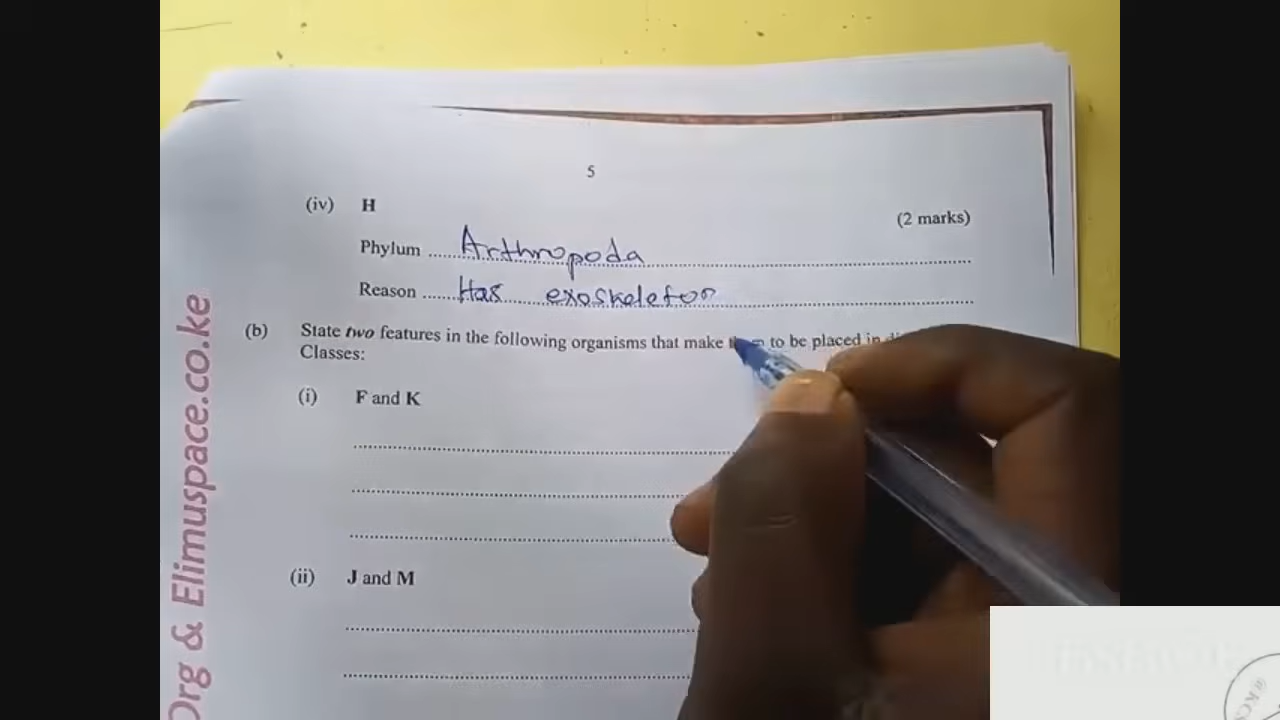 5
(iv) H
(2 marks)
Phylum Arthropoda
Reason Has exoskeleton
(b) State two features in the following organisms that make them to be placed in
Classes:
(i) F and K
(ii) J and M
Org & Elimuspace.co.ke